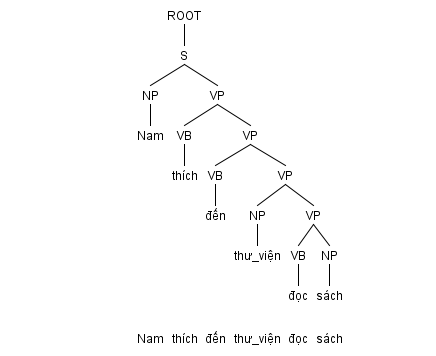 ROOT
S
NP VP
Nam VB VP
thích VB VP
đến NP VP
thư_viện VB NP
đọc sách
Nam thích đến thư_viện đọc sách